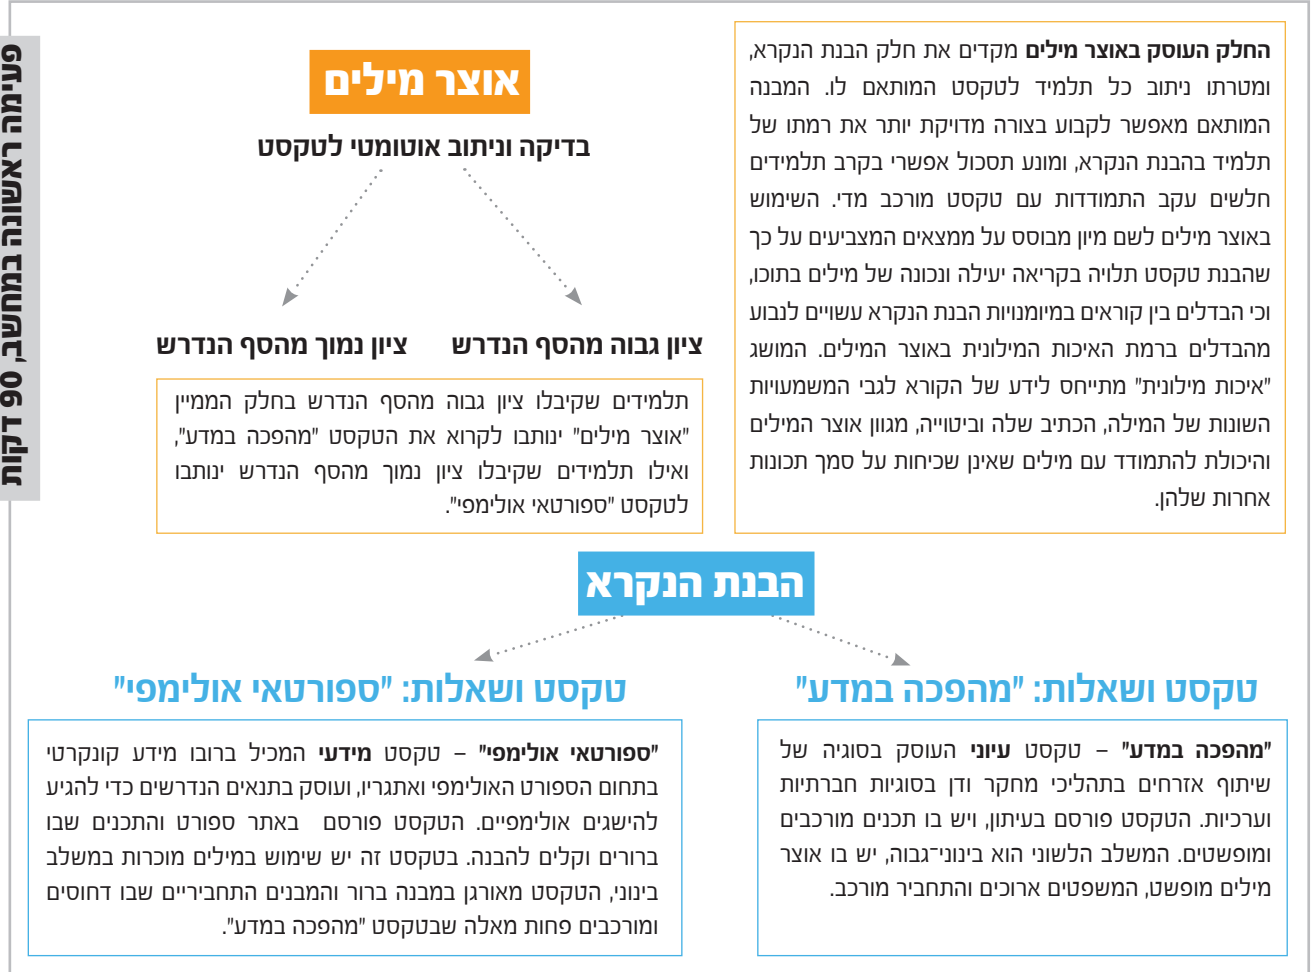 פעימה ראשונה במחשב, 90 דקות
החלק העוסק באוצר מילים מקדים את חלק הבנת הנקרא,
ומטרתו ניתוב כל תלמיד לטקסט המותאם לו. המבנה
המותאם מאפשר לקבוע בצורה מדויקת יותר את רמתו של
תלמיד בהבנת הנקרא, ומונע תסכול אפשרי בקרב תלמידים
חלשים עקב התמודדות עם טקסט מורכב מדי. השימוש
באוצר מילים לשם מיון מבוסס על ממצאים המצביעים על כך
שהבנת טקסט תלויה בקריאה יעילה ונכונה של מילים בתוכו,
וכי הבדלים בין קוראים במיומנויות הבנת הנקרא עשויים לנבוע
מהבדלים ברמת האיכות המילונית באוצר המילים. המושג
"איכות מילונית" מתייחס לידע של הקורא לגבי המשמעויות
השונות של המילה, הכתיב שלה וביטוייה, מגוון אוצר המילים
והיכולת להתמודד עם מילים שאינן שכיחות על סמך תכונות
אחרות שלהן.
אוצר מילים
בדיקה וניתוב אוטומטי לטקסט
ציון גבוה מהסף הנדרש
ציון נמוך מהסף הנדרש
תלמידים שקיבלו ציון גבוה מהסף הנדרש בחלק הממיין
"אוצר מילים" ינותבו לקרוא את הטקסט "מהפכה במדע",
ואילו תלמידים שקיבלו ציון נמוך מהסף הנדרש ינותבו
לטקסט "ספורטאי אולימפי".
הבנת הנקרא
טקסט ושאלות: "מהפכה במדע"
"מהפכה במדע" – טקסט עיוני העוסק בסוגיה של
שיתוף אזרחים בתהליכי מחקר ודן בסוגיות חברתיות
וערכיות. הטקסט פורסם בעיתון, ויש בו תכנים מורכבים
ומופשטים. המשלב הלשוני הוא בינוני־גבוה, יש בו אוצר
מילים מופשט, המשפטים ארוכים והתחביר מורכב.
טקסט ושאלות: "ספורטאי אולימפי"
"ספורטאי אולימפי" – טקסט מידעי המכיל ברובו מידע קונקרטי
בתחום הספורט האולימפי ואתגריו, ועוסק בתנאים הנדרשים כדי להגיע
להישגים אולימפיים. הטקסט פורסם באתר ספורט והתכנים שבו
ברורים וקלים להבנה. בטקסט זה יש שימוש במילים מוכרות במשלב
בינוני, הטקסט מאורגן במבנה ברור והמבנים התחביריים שבו דחוסים
ומורכבים פחות מאלה שבטקסט "מהפכה במדע".